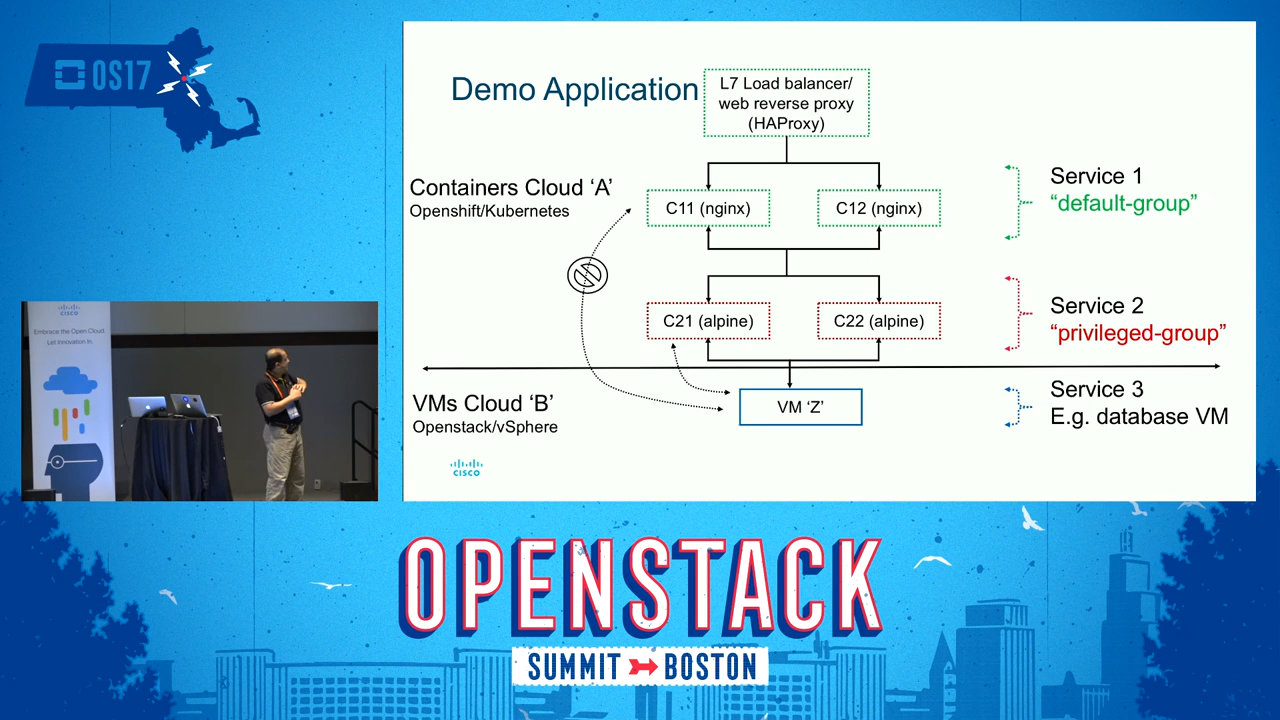 OS17
Demo Application
L7 Load balancer/
web reverse proxy
(HAProxy)
Containers Cloud ‘A’
Openshift/Kubernetes
C11 (nginx)
C12 (nginx)
Service 1
“default-group”
C21 (alpine)
C22 (alpine)
Service 2
“privileged-group”
VMs Cloud ‘B’
Openstack/vSphere
VM ‘Z’
Service 3
E.g. database VM
CISCO
CISCO
Embrace the Open Cloud.
Let Innovation In.
OPENSTACK
SUMMIT BOSTON